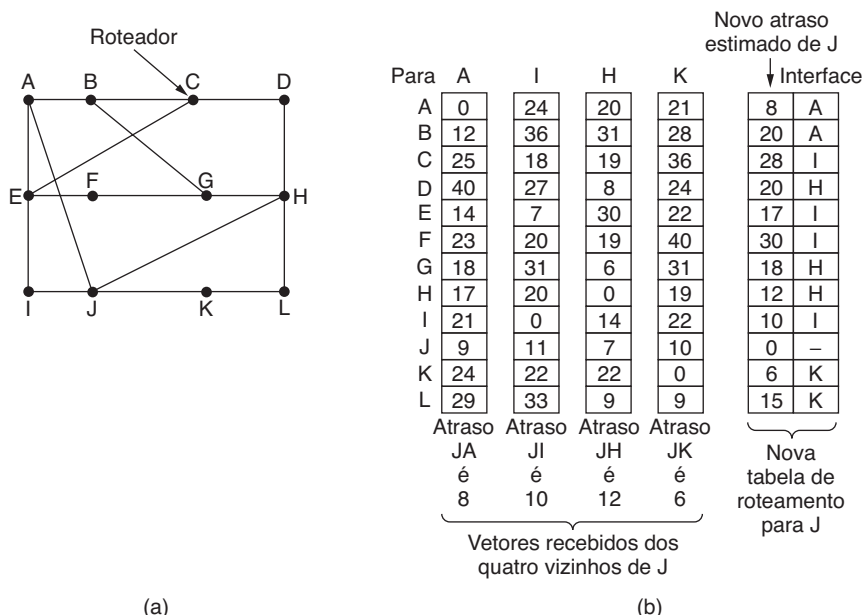 Roteador
A B C D
E F G H
I J K L
(a)
Novo atraso
estimado de J
Para A I H K Interface
A 0 24 20 21 8 A
B 12 36 31 28 20 A
C 25 18 19 36 28 I
D 40 27 8 24 20 H
E 14 7 30 22 17 I
F 23 20 19 40 30 I
G 18 31 6 31 18 H
H 17 20 0 19 12 H
I 21 0 14 22 10 I
J 9 11 7 10 0 –
K 24 22 22 0 6 K
L 29 33 9 9 15 K
Atraso Atraso Atraso Atraso
JA JI JH JK
é é é é
8 10 12 6
Vetores recebidos dos
quatro vizinhos de J
Nova
tabela de
roteamento
para J
(b)